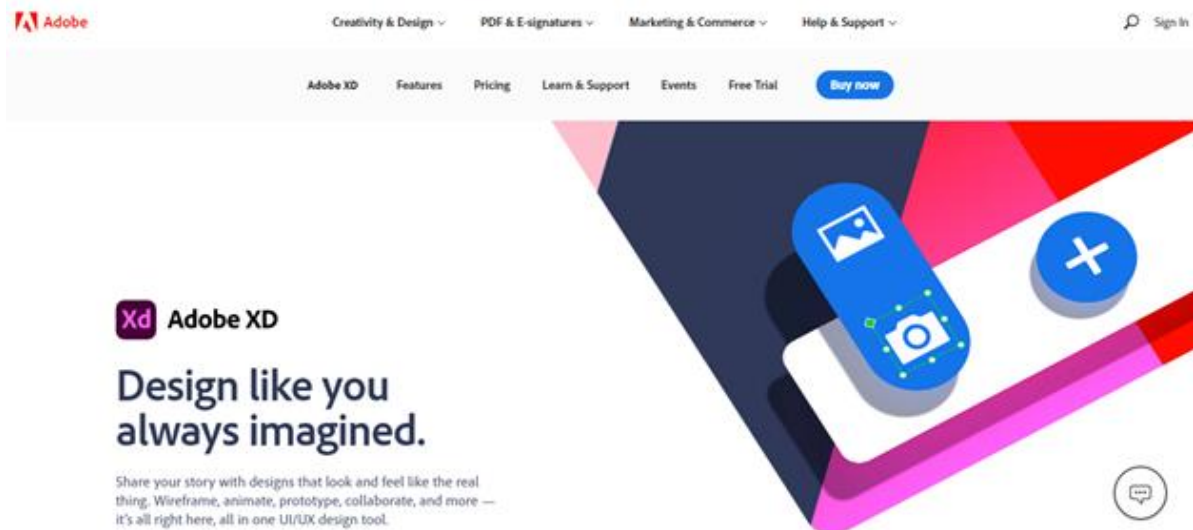 Adobe
Creativity & Design
PDF & E-signatures
Marketing & Commerce
Help & Support
Sign In
Adobe XD
Features
Pricing
Learn & Support
Events
Free Trial
Buy now
Xd Adobe XD
Design like you
always imagined.
Share your story with designs that look and feel like the real
thing. Wireframe, animate, prototype, collaborate, and more —
it's all right here, all in one UI/UX design tool.